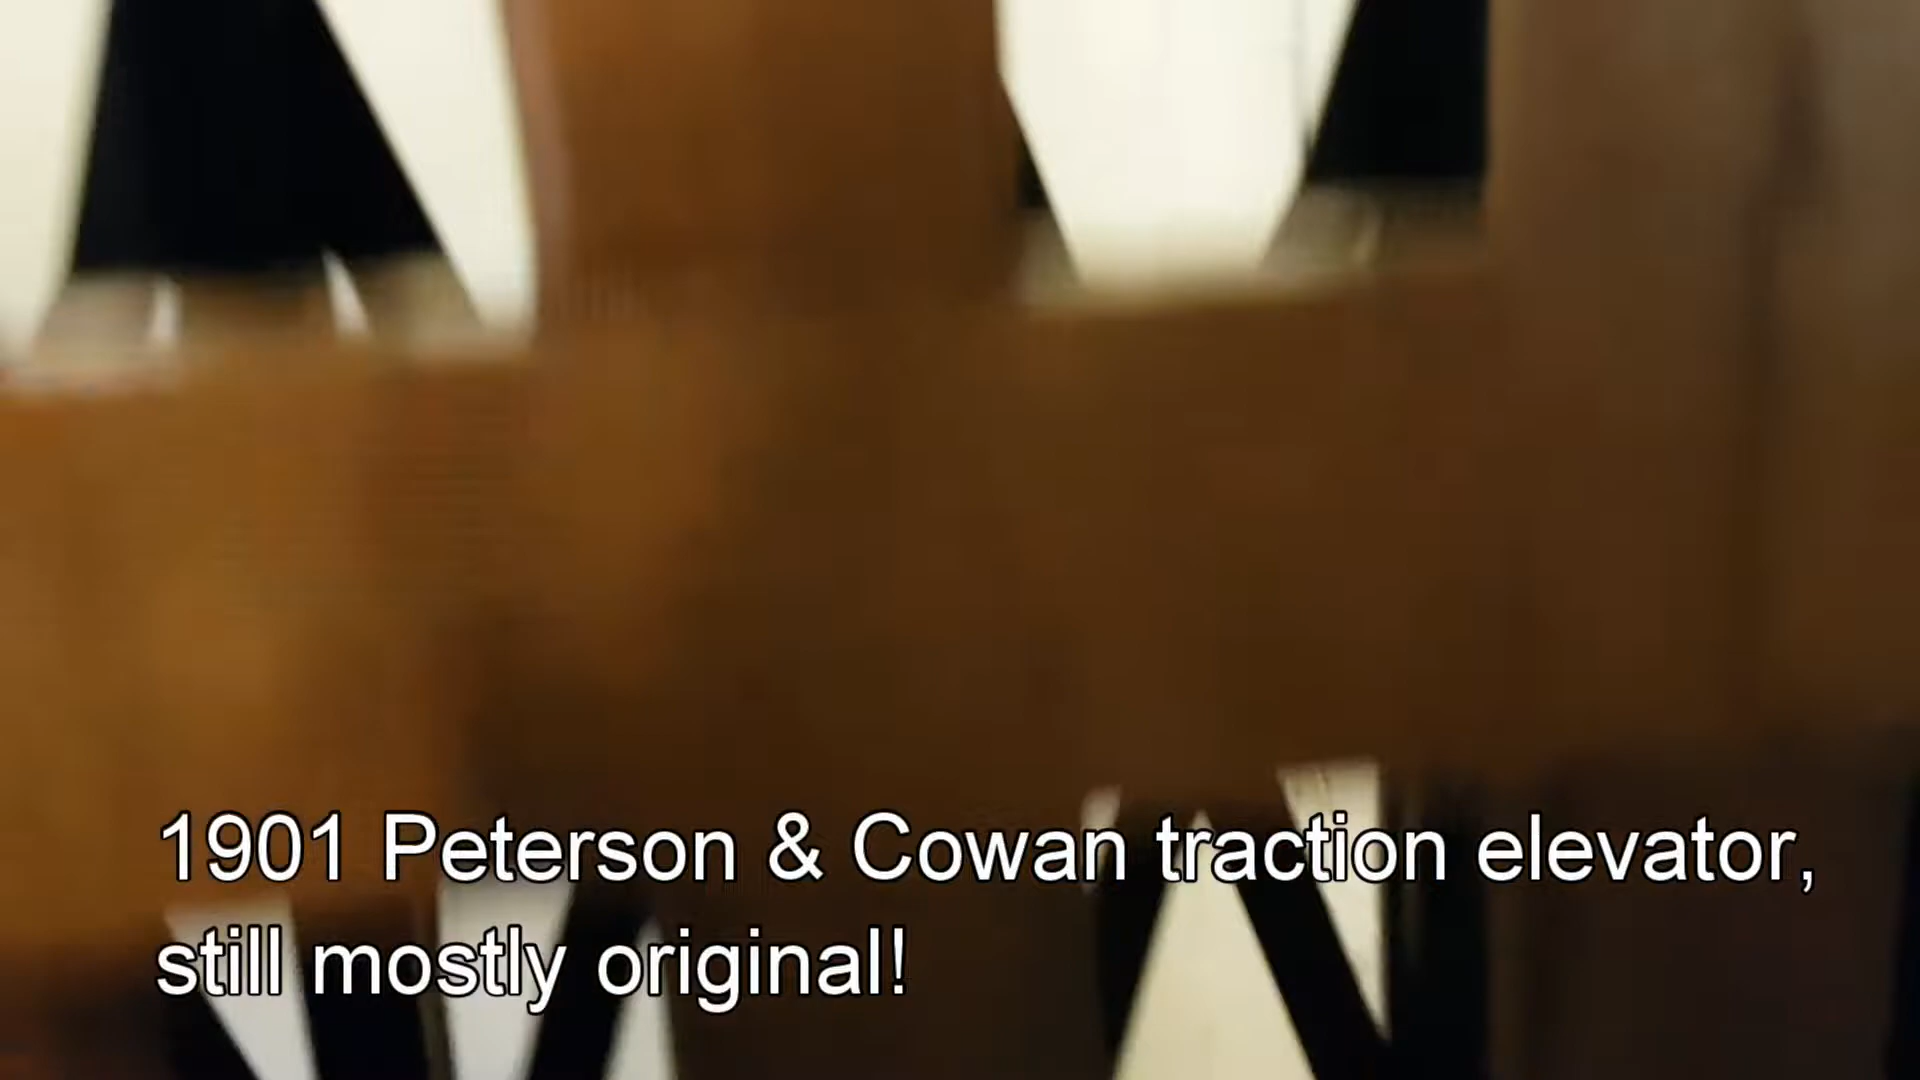 1901 Peterson & Cowan traction elevator,
still mostly original!